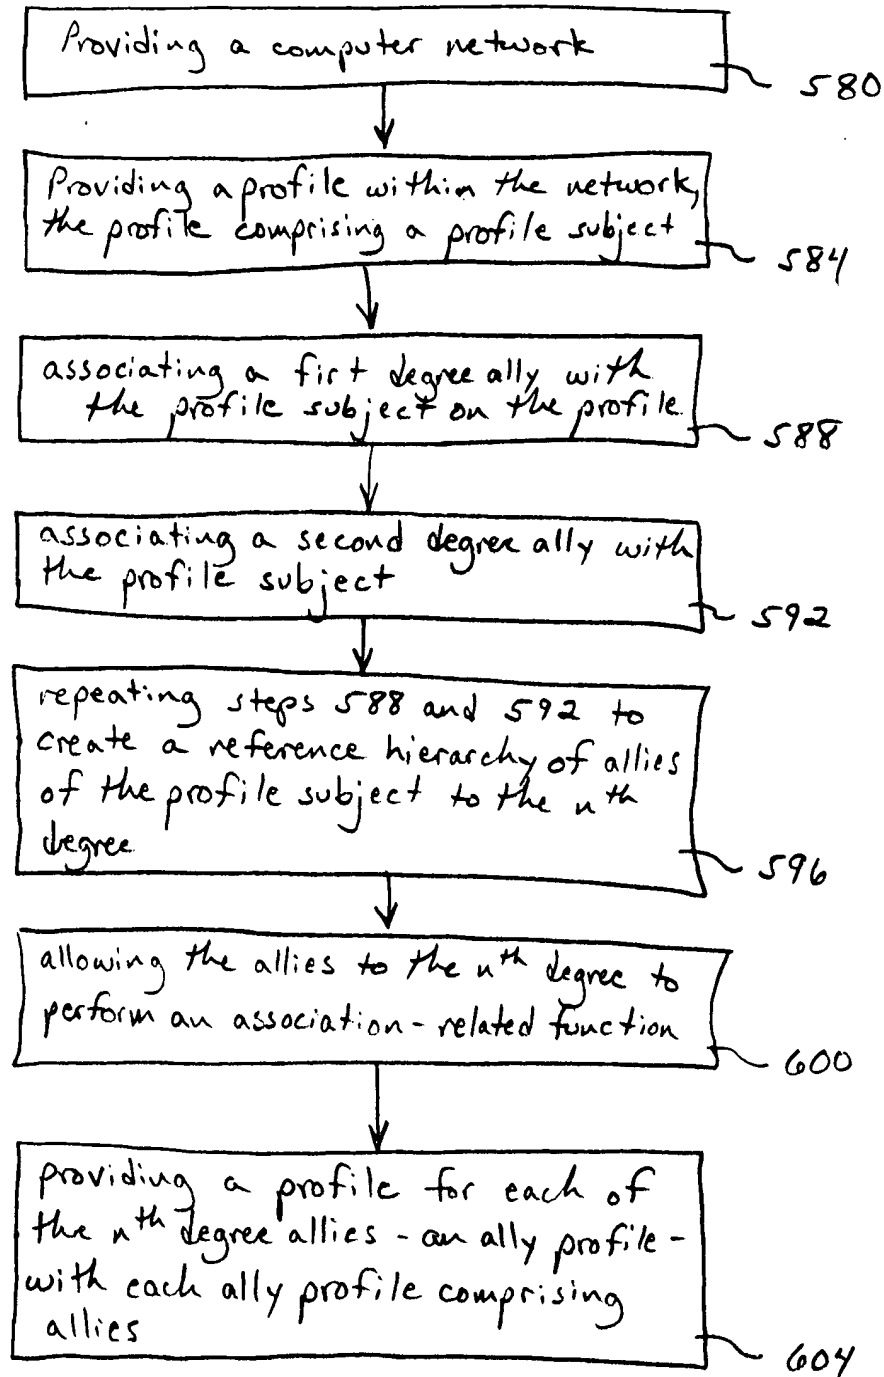 Providing a computer network
580
Providing a profile within the network,
the profile comprising a profile subject
584
associating a firt degree ally with
the profile subject on the profile.
588
associating a second degree ally with
the profile subject
592
repeating steps 588 and 592 to
create a reference hierarchy of allies
of the profile subject to the nth
degree
596
allowing the allies to the nth degree to
perform an association-related function
600
providing a profile for each of
the nth degree allies - an ally profile -
with each ally profile comprising
allies
604